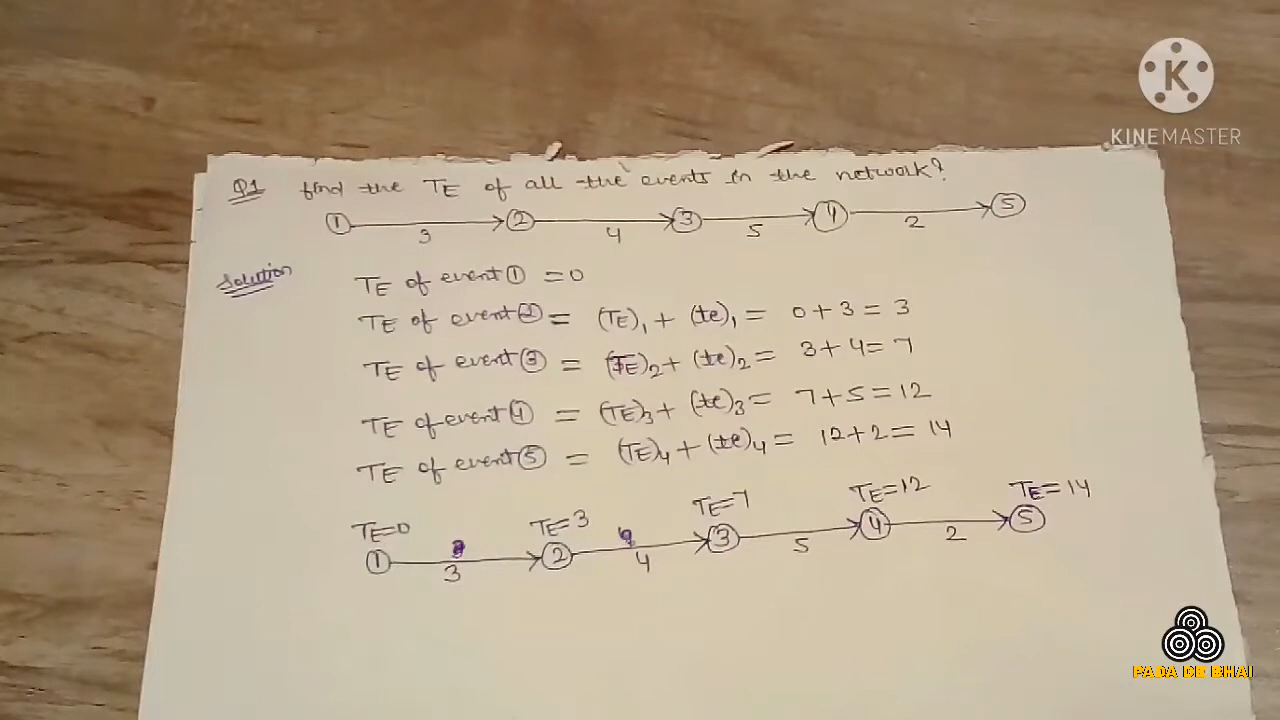 K
KINEMASTER
Q1 find the TE of all the events in the network?
1 2 3 4 5
3 4 5 2
Solution
TE of event 1 = 0
TE of event 2 = (TE)1 + (te)1 = 0+3 = 3
TE of event 3 = (TE)2 + (te)2 = 3+4 = 7
TE of event 4 = (TE)3 + (te)3 = 7+5 = 12
TE of event 5 = (TE)4 + (te)4 = 12+2 = 14
TE=0 TE=3 TE=7 TE=12 TE=14
1 2 3 4 5
3 4 5 2
PADA DE BHAI